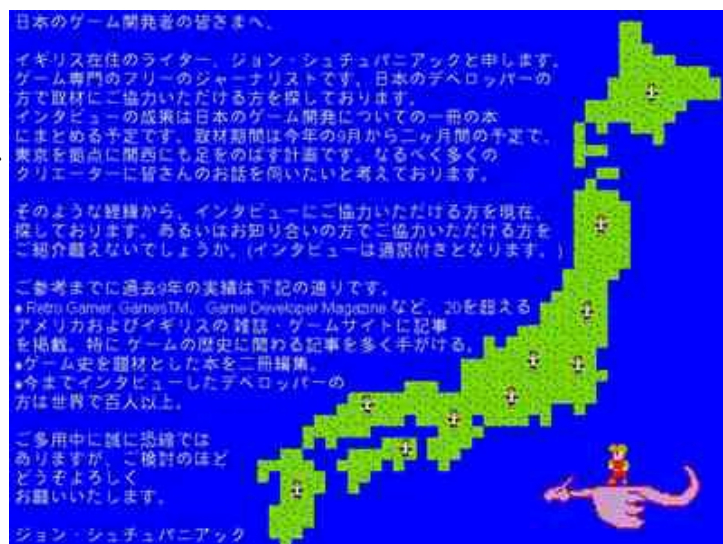 日本のゲーム開発者の皆さまへ、
イギリス在住のライター、ジョン・シュチュパニアックと申します。
ゲーム専門のフリーのジャーナリストです。日本のデベロッパーの
方で取材にご協力いただける方を探しております。
インタビューの成果は日本のゲーム開発についての一冊の本
にまとめる予定です。取材期間は今年の9月から二ヶ月間の予定で、
東京を拠点に関西にも足をのばす計画です。なるべく多くの
クリエーターに皆さんのお話を伺いたいと考えております。
そのような経緯から、インタビューにご協力いただける方を現在、
探しております。あるいはお知り合いの方でご協力いただける方を
ご紹介願えないでしょうか。(インタビューは通訳付きとなります。)
ご参考までに過去9年の実績は下記の通りです。
●Retro Gamer, GamesTM, Game Developer Magazine など、20を超える
アメリカおよびイギリスの雑誌・ゲームサイトに記事
を掲載。特にゲームの歴史に関わる記事を多く手がける。
●ゲーム史を題材とした本を二冊編集。
●今までインタビューしたデベロッパーの
方は世界で百人以上。
ご多用中に誠に恐縮では
ありますが、ご検討のほど
どうぞよろしく
お願いいたします。
ジョン・シュチュパニアック